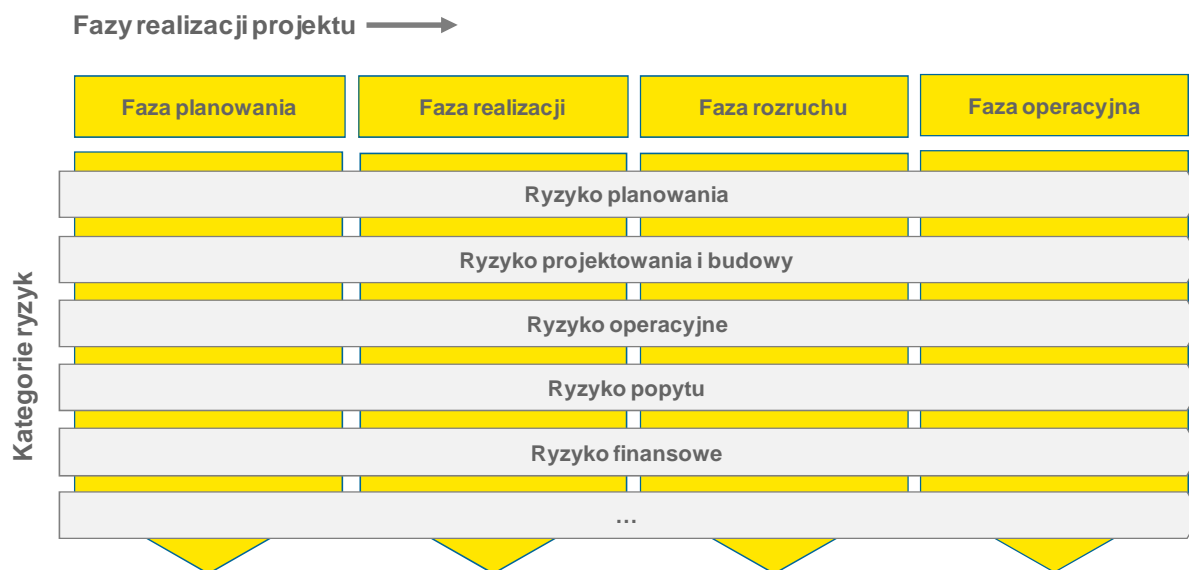 Fazy realizacji projektu
Faza planowania
Faza realizacji
Faza rozruchu
Faza operacyjna
Kategorie ryzyk
Ryzyko planowania
Ryzyko projektowania i budowy
Ryzyko operacyjne
Ryzyko popytu
Ryzyko finansowe
…